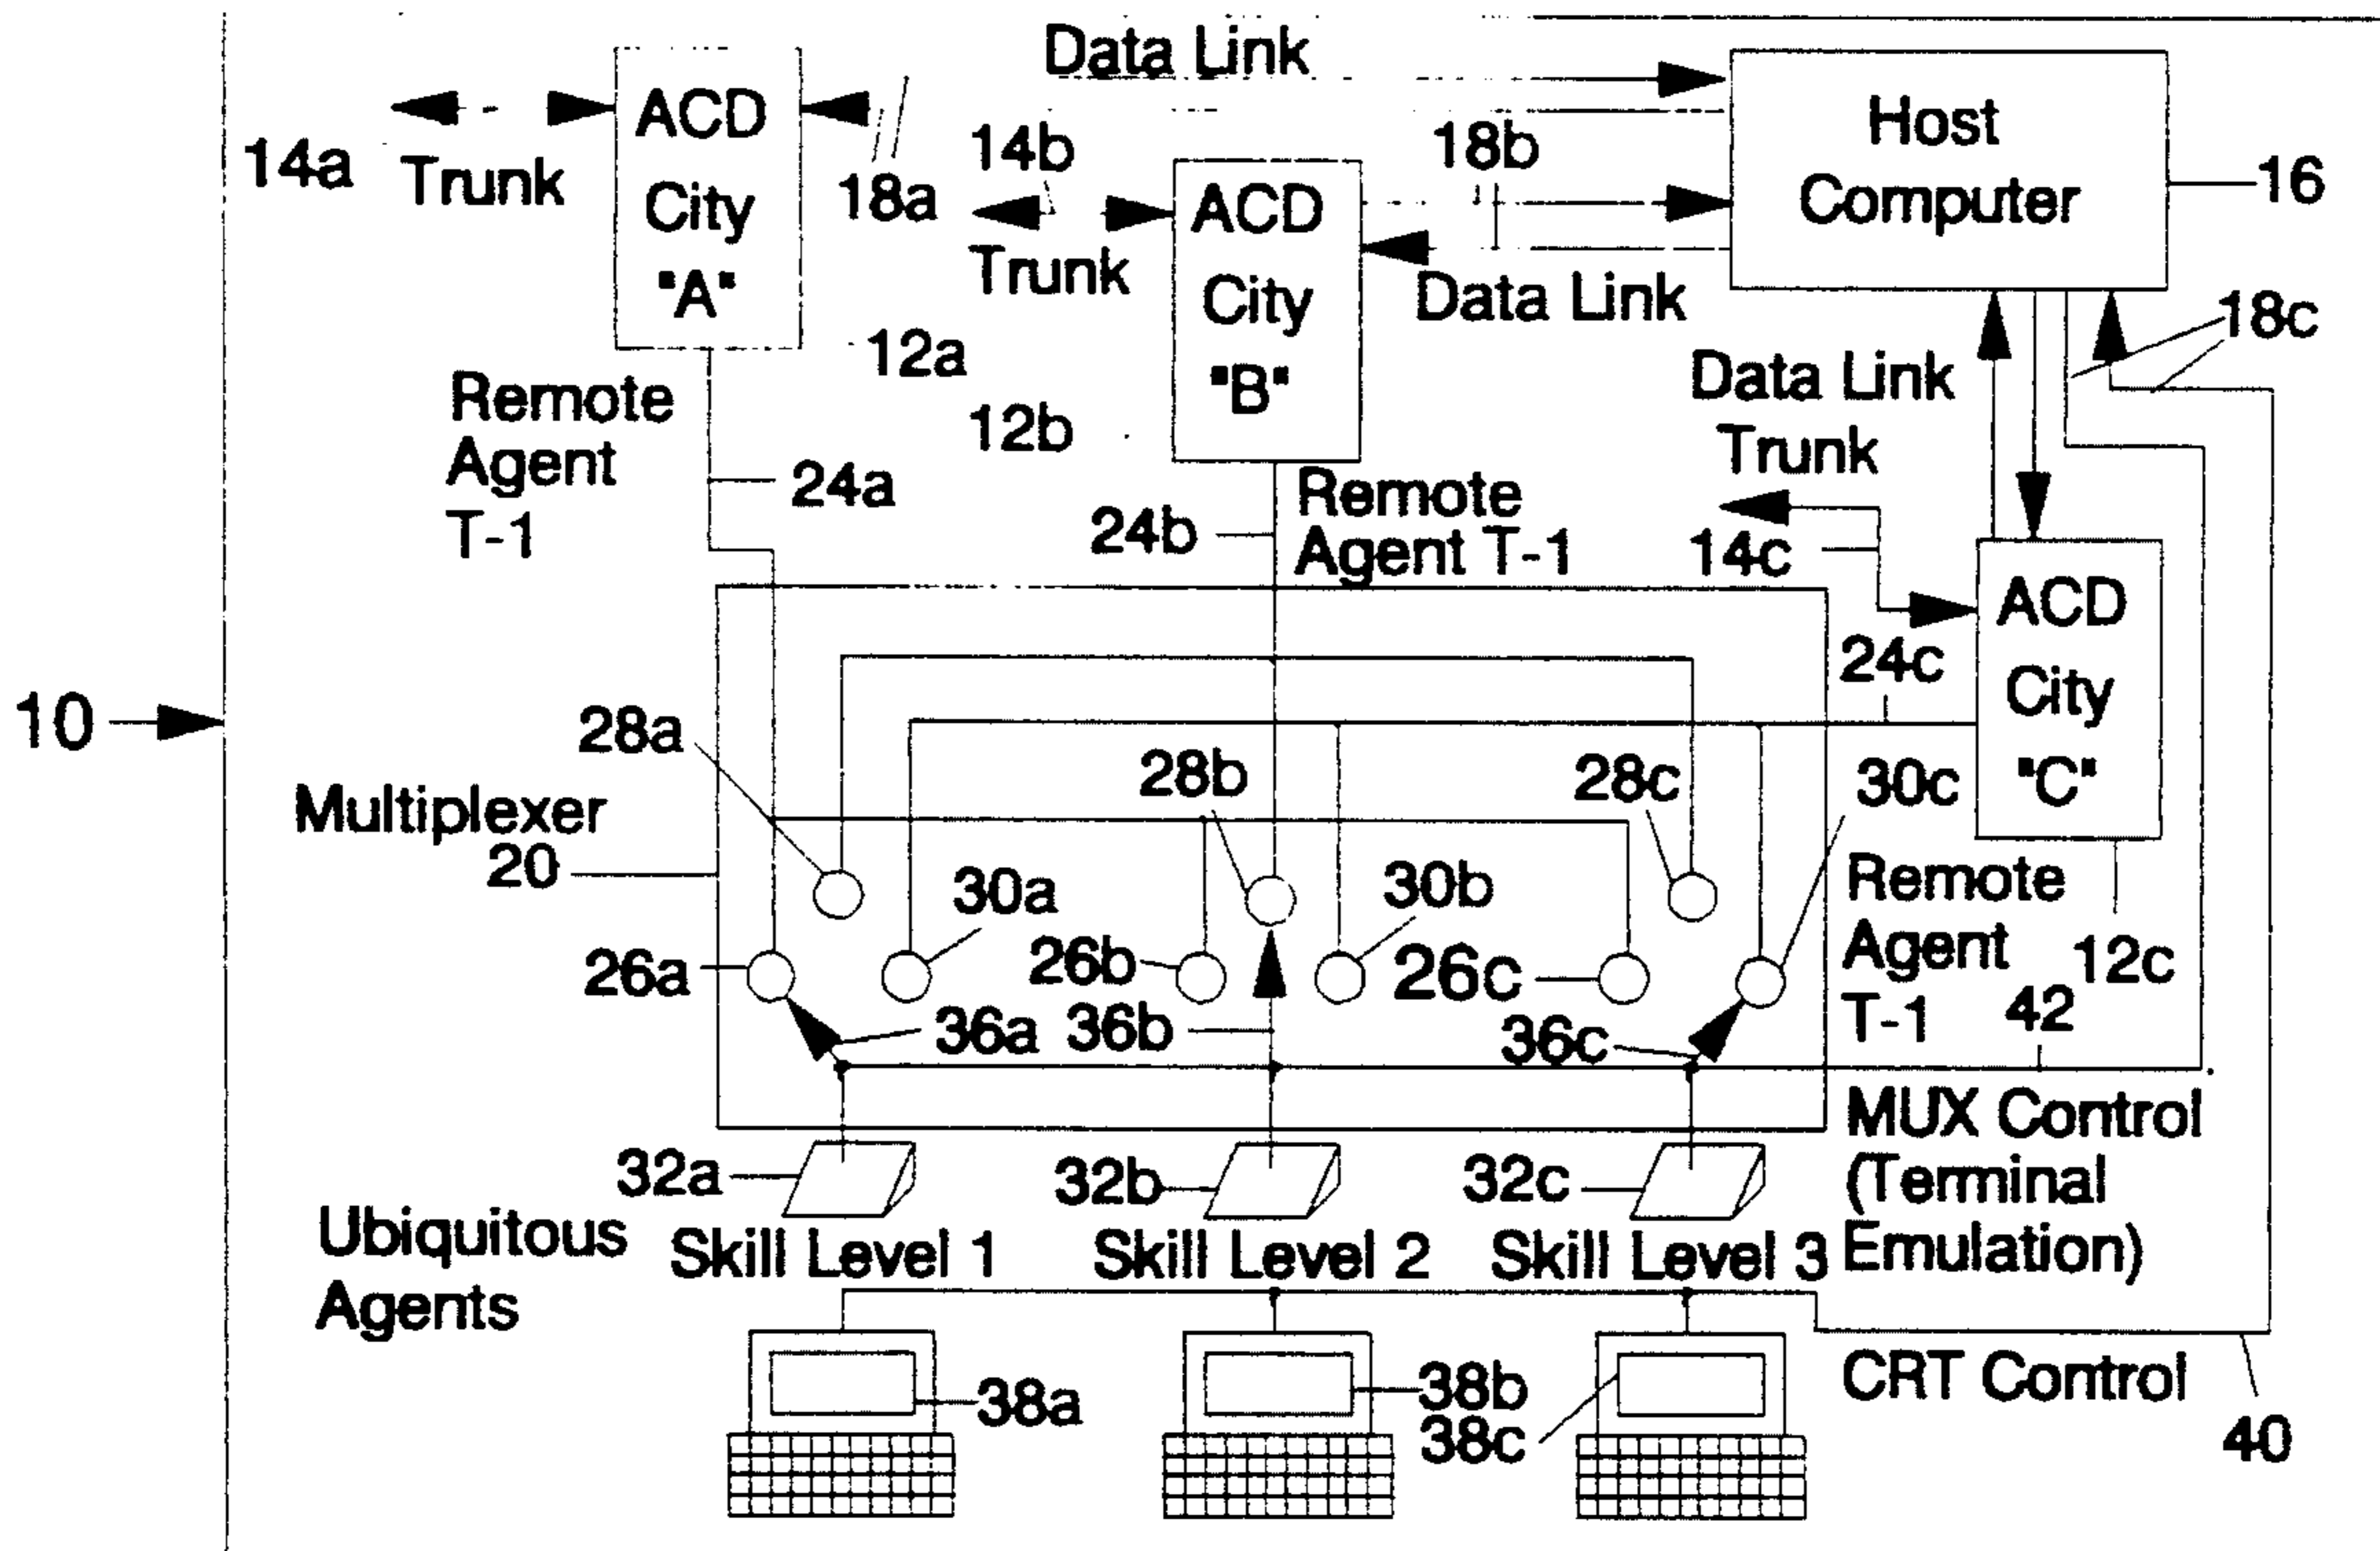 Data Link
ACD
City
"A"
14a
Trunk
18a
14b
Trunk
ACD
City
"B"
18b
Data Link
Host
Computer
16
18c
12a
12b
Remote
Agent
T-1
24a
24b
Remote
Agent T-1
Data Link
Trunk
14c
ACD
City
"C"
24c
10
28a
28b
28c
30c
Multiplexer
20
30a
30b
26a
26b
26c
Remote
Agent
T-1
12c
42
36a
36b
36c
MUX Control
(Terminal
Emulation)
32a
32b
32c
Ubiquitous
Agents
Skill Level 1
Skill Level 2
Skill Level 3
38a
38b
38c
CRT Control
40